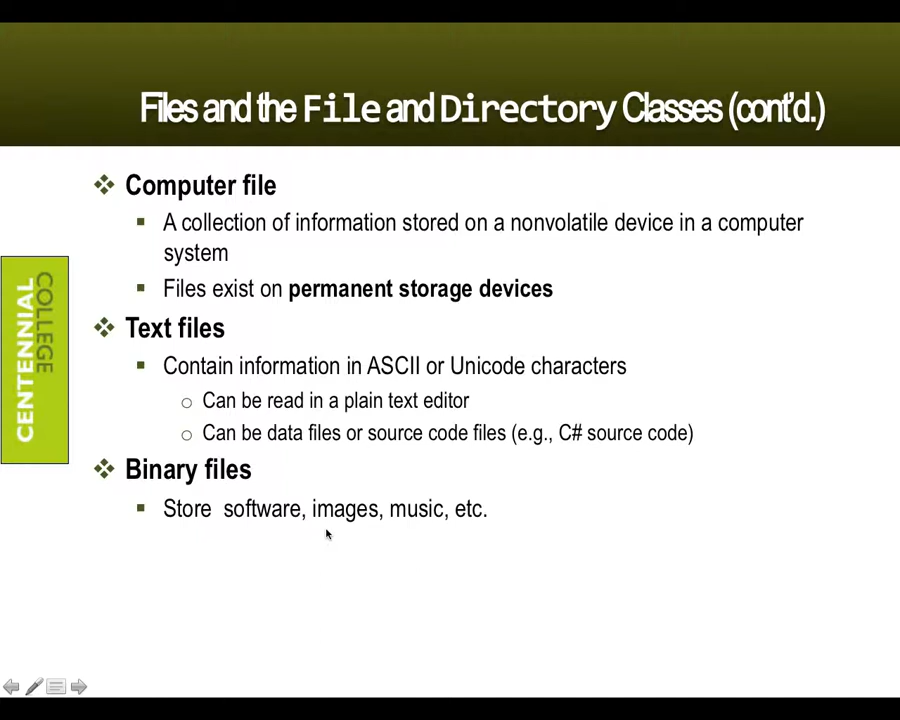 Files and the File and Directory Classes (cont'd.)
Computer file
A collection of information stored on a nonvolatile device in a computer
system
Files exist on permanent storage devices
Text files
Contain information in ASCII or Unicode characters
Can be read in a plain text editor
Can be data files or source code files (e.g., C# source code)
Binary files
Store software, images, music, etc.
CENTENNIAL
COLLEGE